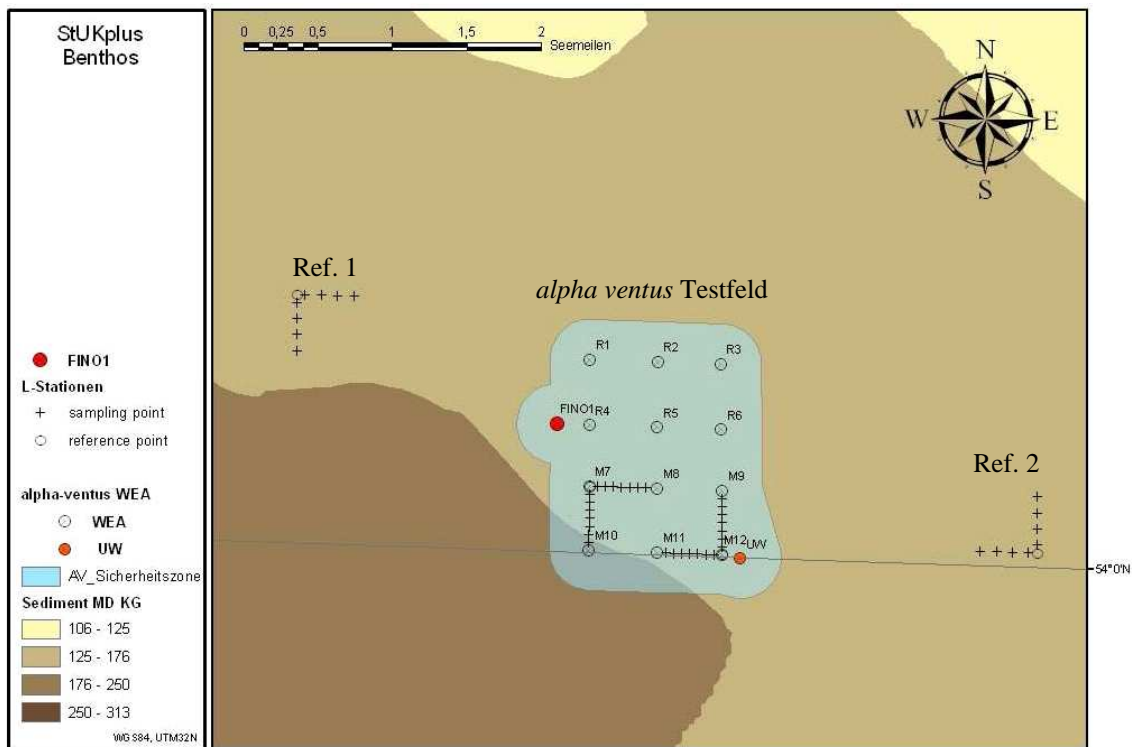 StUKplus
Benthos
FINO1
L-Stationen
sampling point
reference point
alpha-ventus WEA
WEA
UW
AV_Sicherheitszone
Sediment MD KG
106 - 125
125 - 176
176 - 250
250 - 313
WGS84, UTM32N
0 0,25 0,5 1 1,5 2
Seemeilen
N
W E
S
Ref. 1
alpha ventus Testfeld
R1 R2 R3
FINO1 R4 R5 R6
M7 M8 M9
Ref. 2
M10 M11 M12 UW
54°0'N